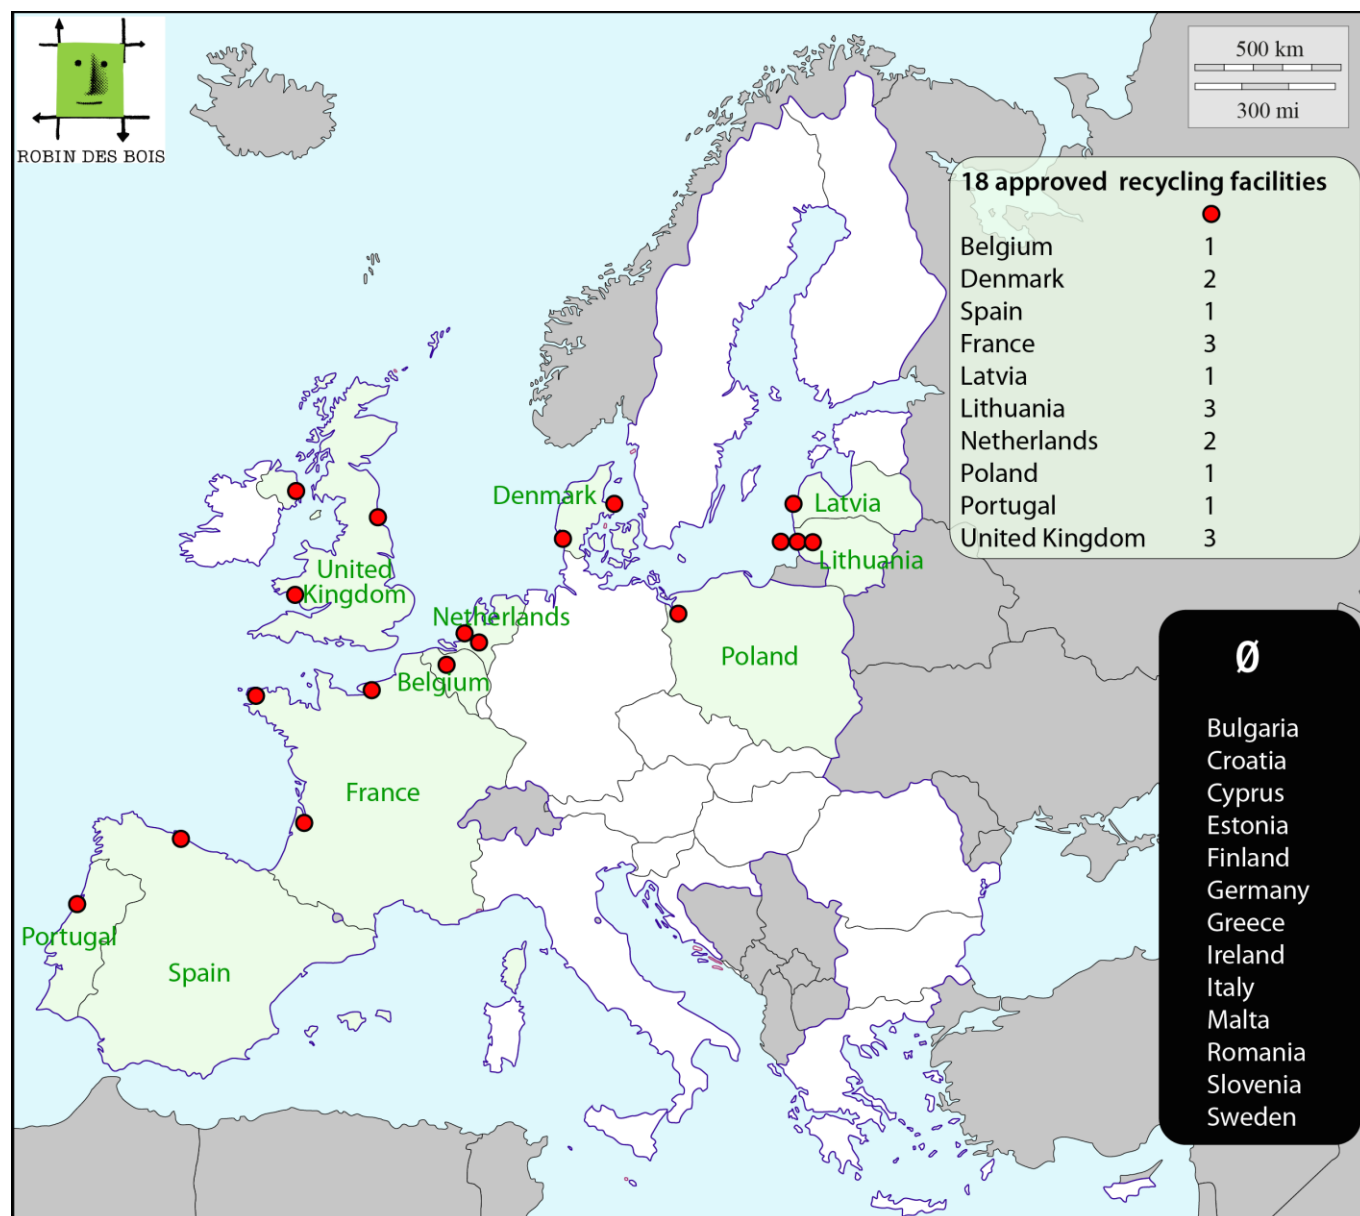 ROBIN DES BOIS
500 km
300 mi
18 approved recycling facilities
Belgium 1
Denmark 2
Spain 1
France 3
Latvia 1
Lithuania 3
Netherlands 2
Poland 1
Portugal 1
United Kingdom 3
Denmark
Latvia
Lithuania
United
Kingdom
Netherlands
Poland
Belgium
France
Portugal
Spain
Ø
Bulgaria
Croatia
Cyprus
Estonia
Finland
Germany
Greece
Ireland
Italy
Malta
Romania
Slovenia
Sweden